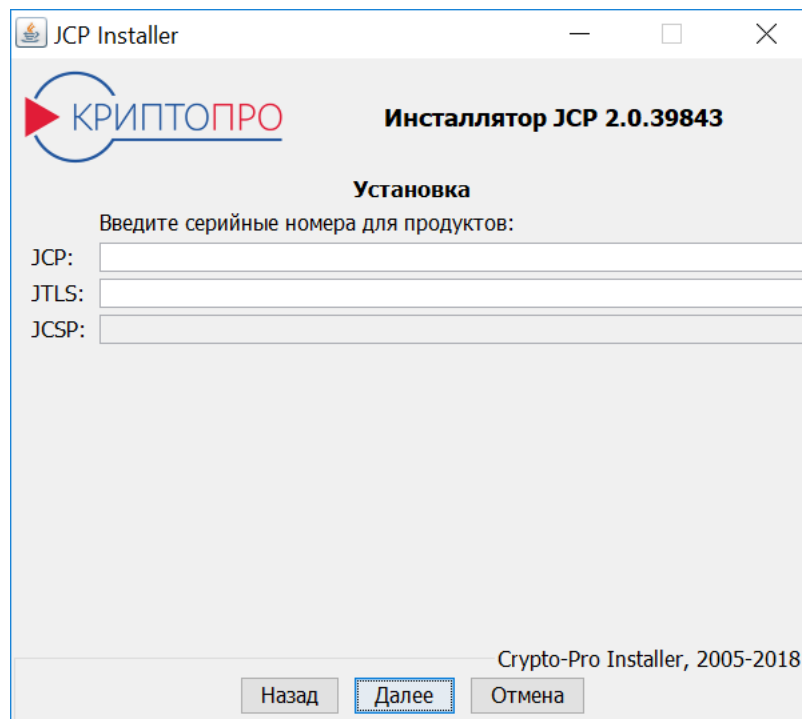 JCP Installer
КРИПТОПРО
Инсталлятор JCP 2.0.39843
Установка
Введите серийные номера для продуктов:
JCP:
JTLS:
JCSP:
Crypto-Pro Installer, 2005-2018
Назад Далее Отмена